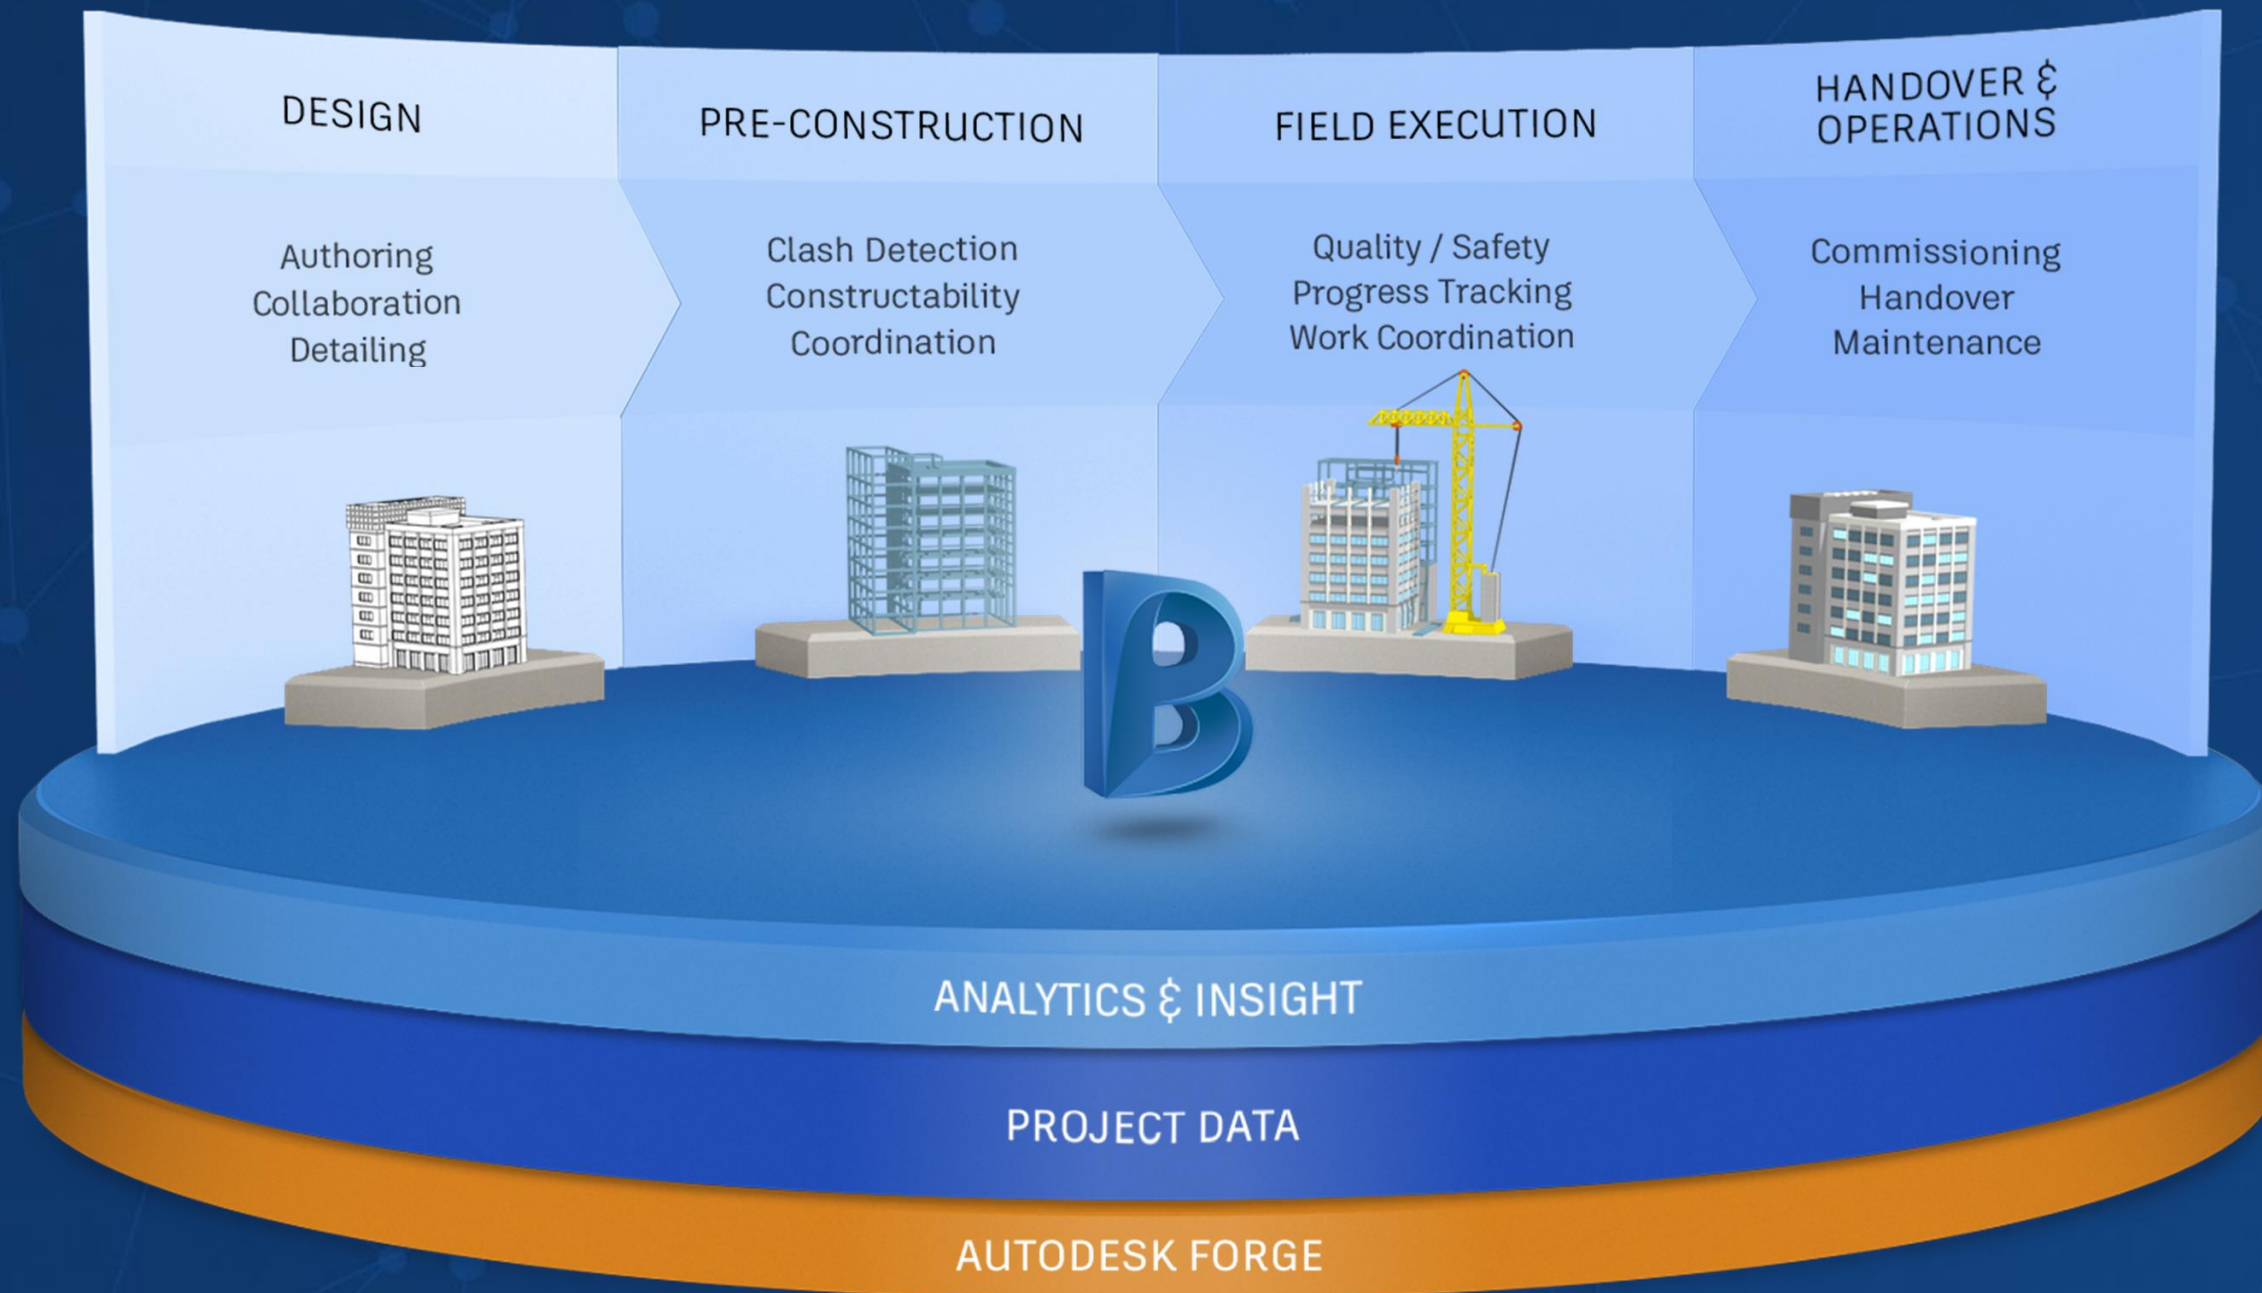 DESIGN
Authoring
Collaboration
Detailing
PRE-CONSTRUCTION
Clash Detection
Constructability
Coordination
FIELD EXECUTION
Quality / Safety
Progress Tracking
Work Coordination
HANDOVER &
OPERATIONS
Commissioning
Handover
Maintenance
B
ANALYTICS & INSIGHT
PROJECT DATA
AUTODESK FORGE